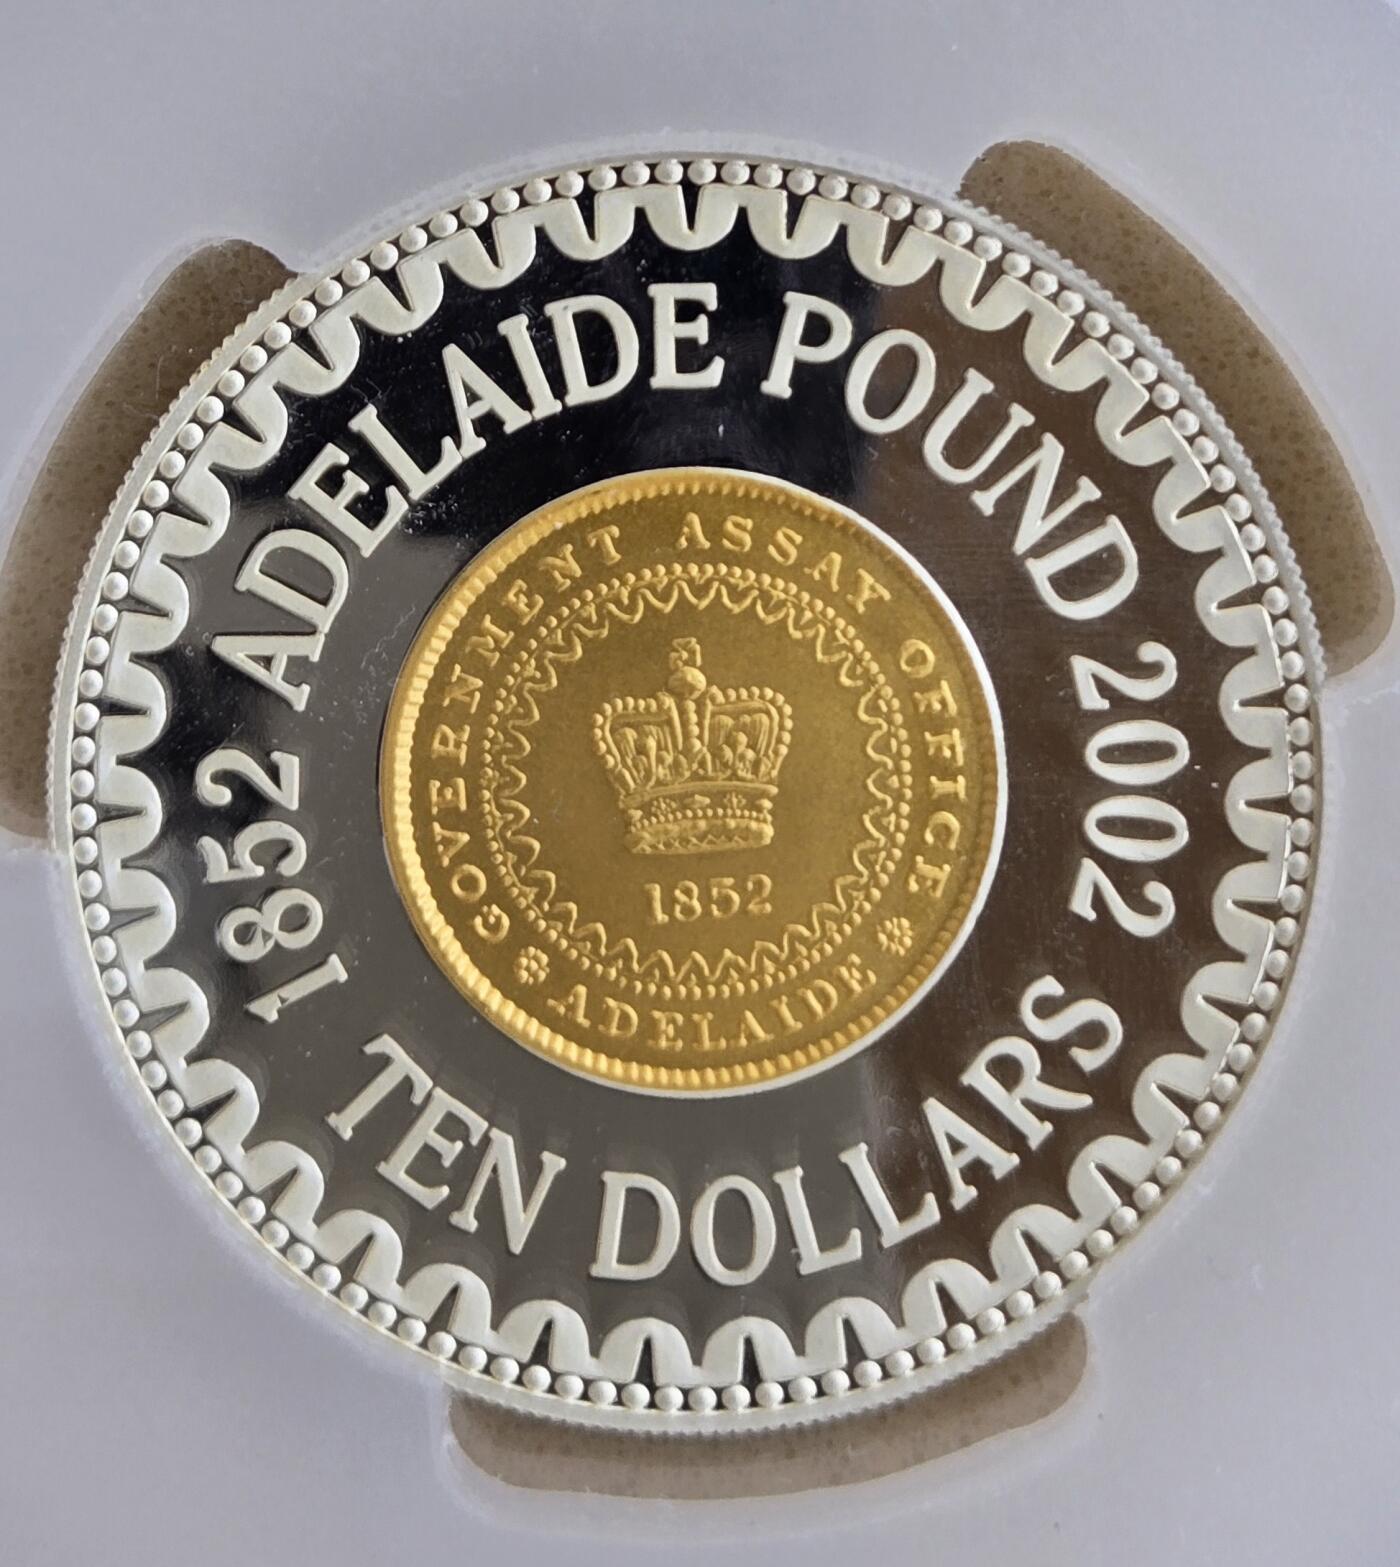 1852 ADELAIDE POUND 2002
TEN DOLLARS
GOVERNMENT ASSAY OFFICE
ADELAIDE
1852